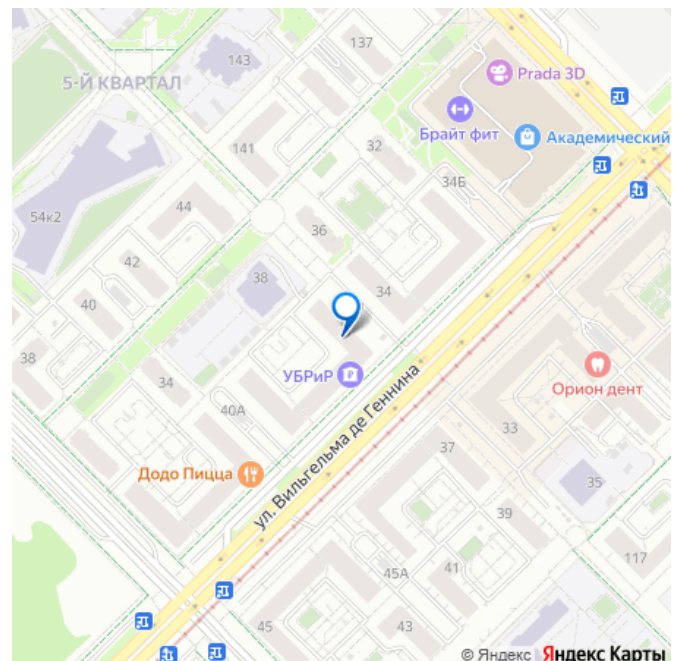 137
143
Prada 3D
5-Й КВАРТАЛ
Брайт фит
Академический
141
32
34Б
54к2
44
36
42
38
34
40
УБРиР
38
34
40А
Орион дент
ул. Вильгельма де Геннина
33
37
Додо Пицца
35
39
117
45А
41
45
43
© Яндекс Яндекс Карты